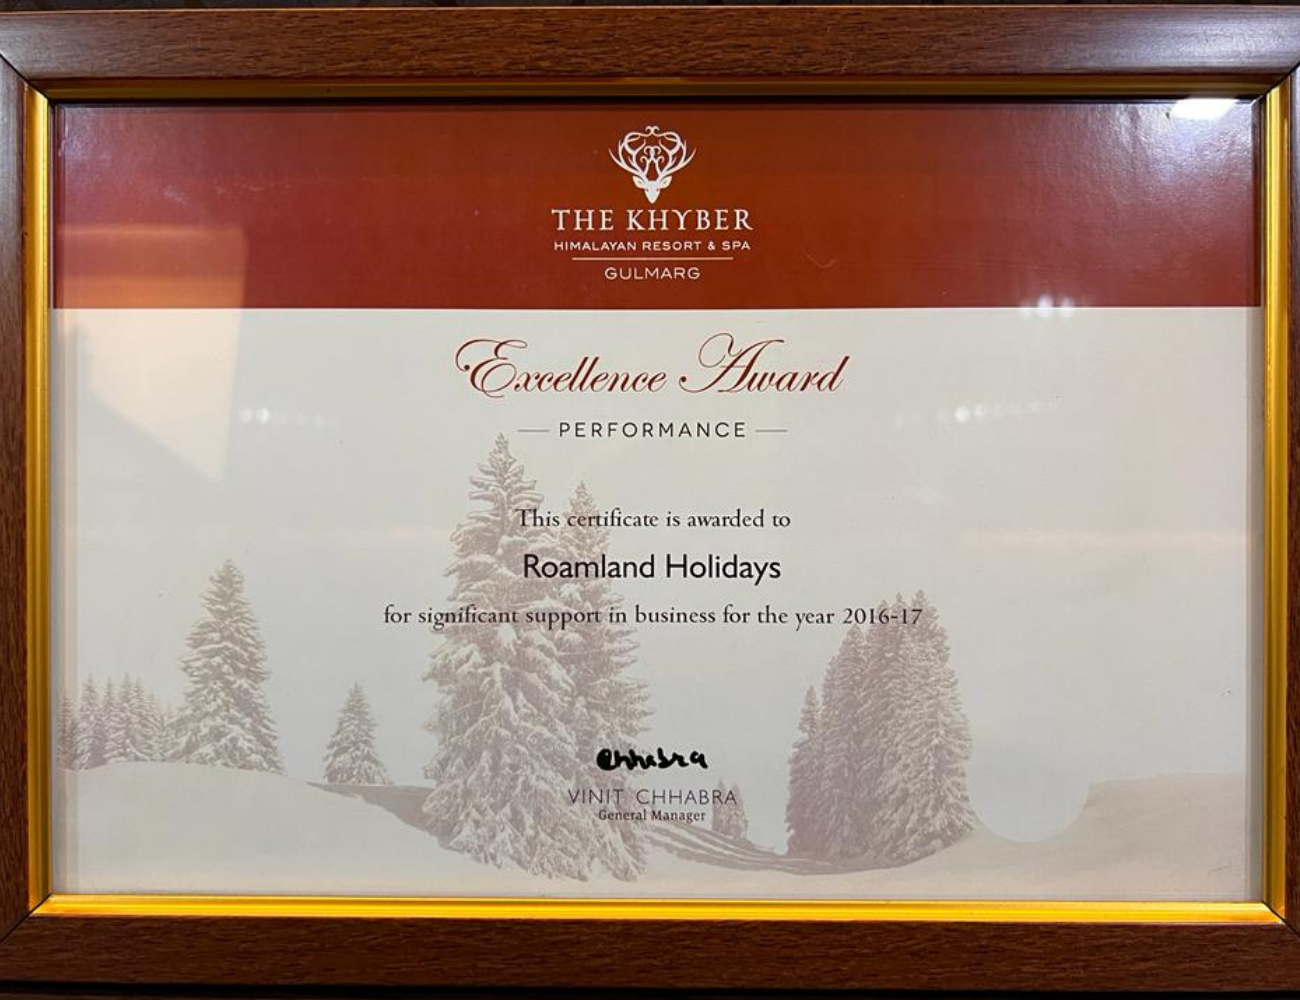 THE KHYBER
HIMALAYAN RESORT & SPA
GULMARG
Excellence Award
PERFORMANCE
This certificate is awarded to
Roamland Holidays
for significant support in business for the year 2016-17
Chhabra
VINIT CHHABRA
General Manager